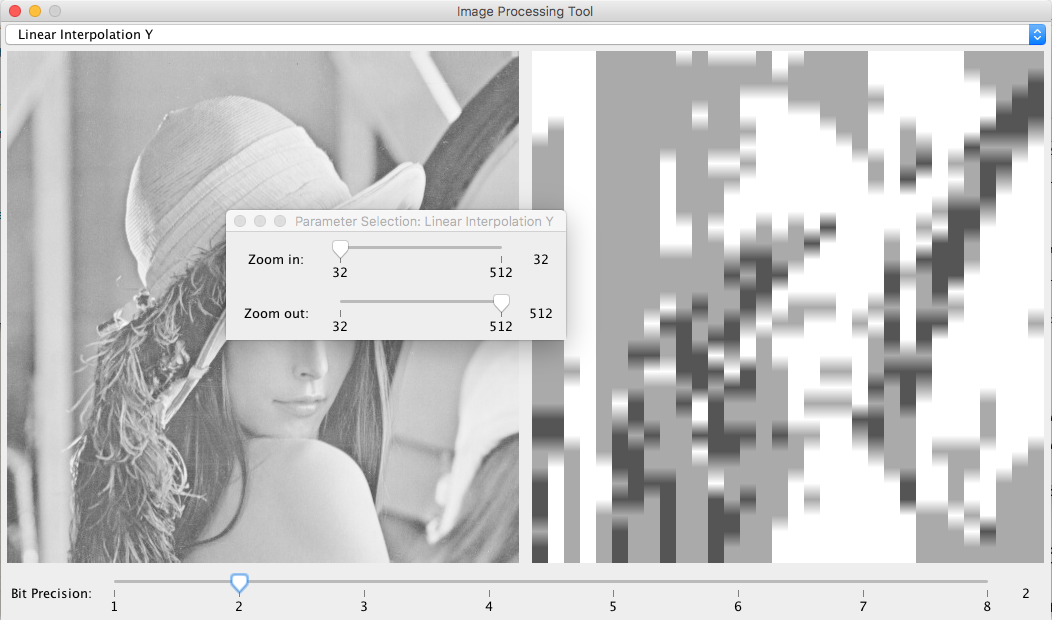 Image Processing Tool
Linear Interpolation Y
Parameter Selection: Linear Interpolation Y
Zoom in: 32
32 512
Zoom out: 512
32 512
Bit Precision: 2
1 2 3 4 5 6 7 8